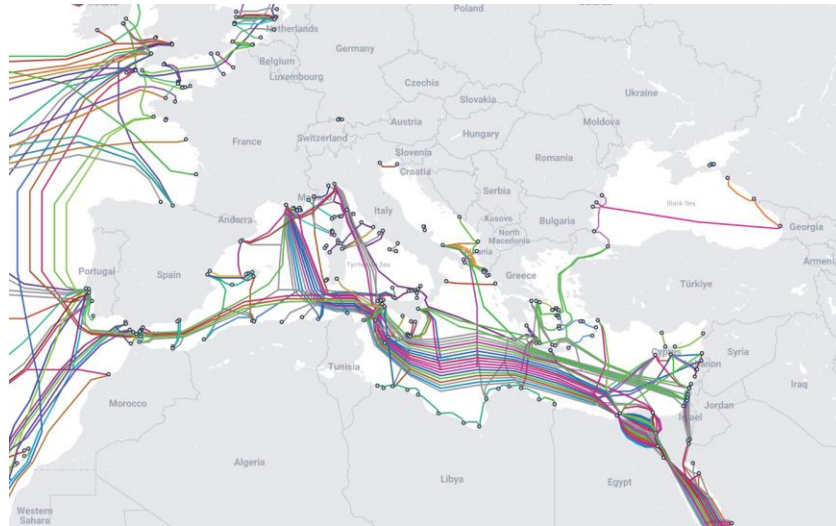 Poland
Netherlands
Germany
Belgium
Luxembourg
Czechia
Ukraine
Slovakia
Moldova
Austria
France
Switzerland
Hungary
Slovenia
Romania
Croatia
Serbia
Italy
Black Sea
Andorra
Kosovo
Bulgaria
Georgia
North
Macedonia
Armenia
Portugal
Spain
Greece
Türkiye
Cyprus
Syria
Tunisia
Iraq
Jordan
Israel
Morocco
Algeria
Libya
Egypt
Western
Sahara